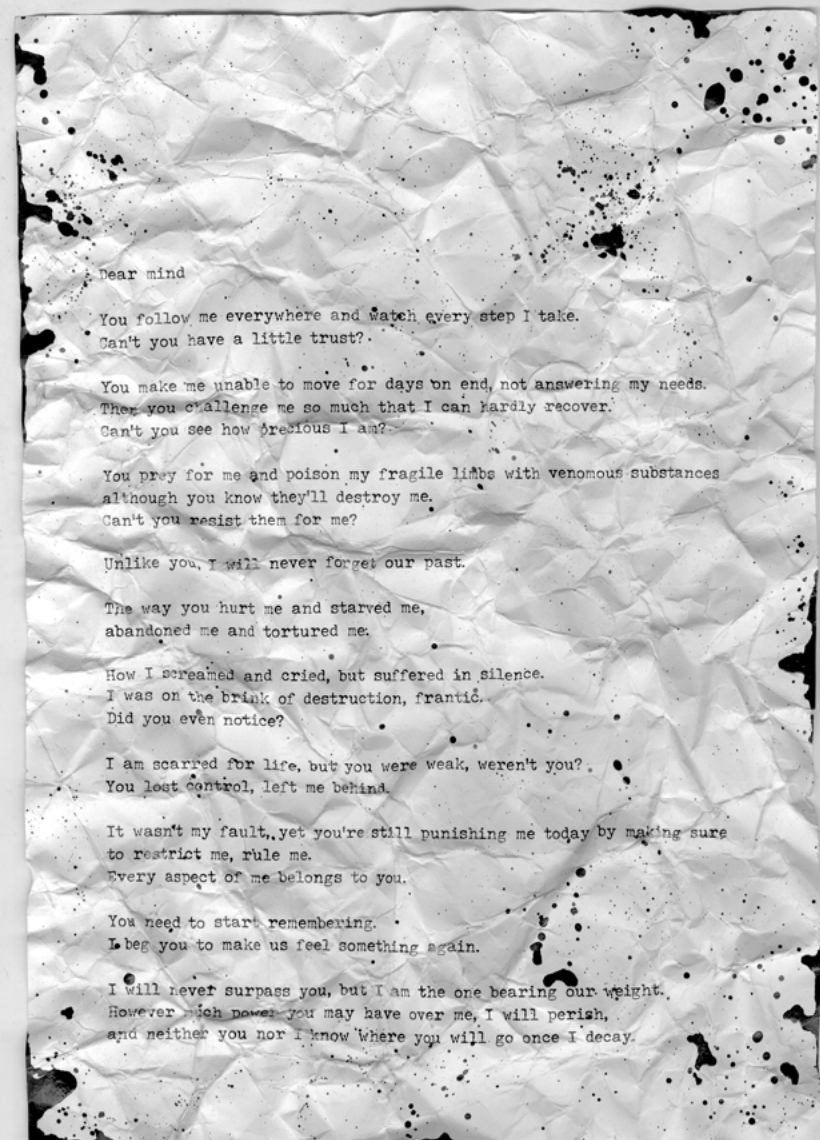 Dear mind
You follow me everywhere and watch every step I take.
Can't you have a little trust?
You make me unable to move for days on end, not answering my needs.
Then you challenge me so much that I can hardly recover.
Can't you see how precious I am?
You prey for me and poison my fragile limbs with venomous substances
although you know they'll destroy me.
Can't you resist them for me?
Unlike you, I will never forget our past.
The way you hurt me and starved me,
abandoned me and tortured me.
How I screamed and cried, but suffered in silence.
I was on the brink of destruction, frantic.
Did you even notice?
I am scarred for life, but you were weak, weren't you?
You lost control, left me behind.
It wasn't my fault, yet you're still punishing me today by making sure
to restrict me, rule me.
Every aspect of me belongs to you.
You need to start remembering.
I beg you to make us feel something again.
I will never surpass you, but I am the one bearing our weight.
However much power you may have over me, I will perish,
and neither you nor I know where you will go once I decay.